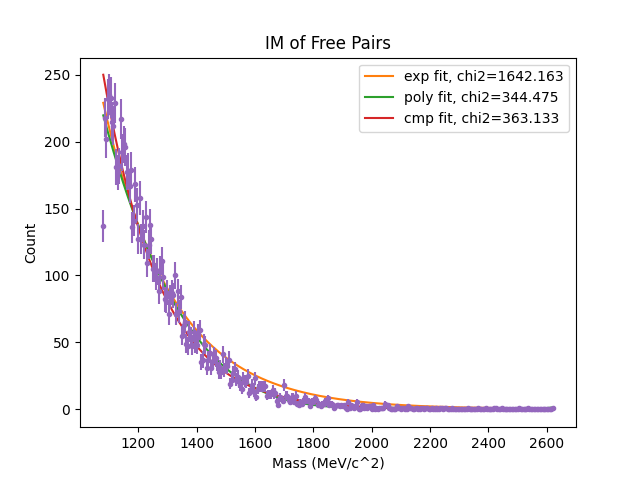 IM of Free Pairs
exp fit, chi2=1642.163
poly fit, chi2=344.475
cmp fit, chi2=363.133
250
200
150
100
50
0
Count
1200 1400 1600 1800 2000 2200 2400 2600
Mass (MeV/c^2)